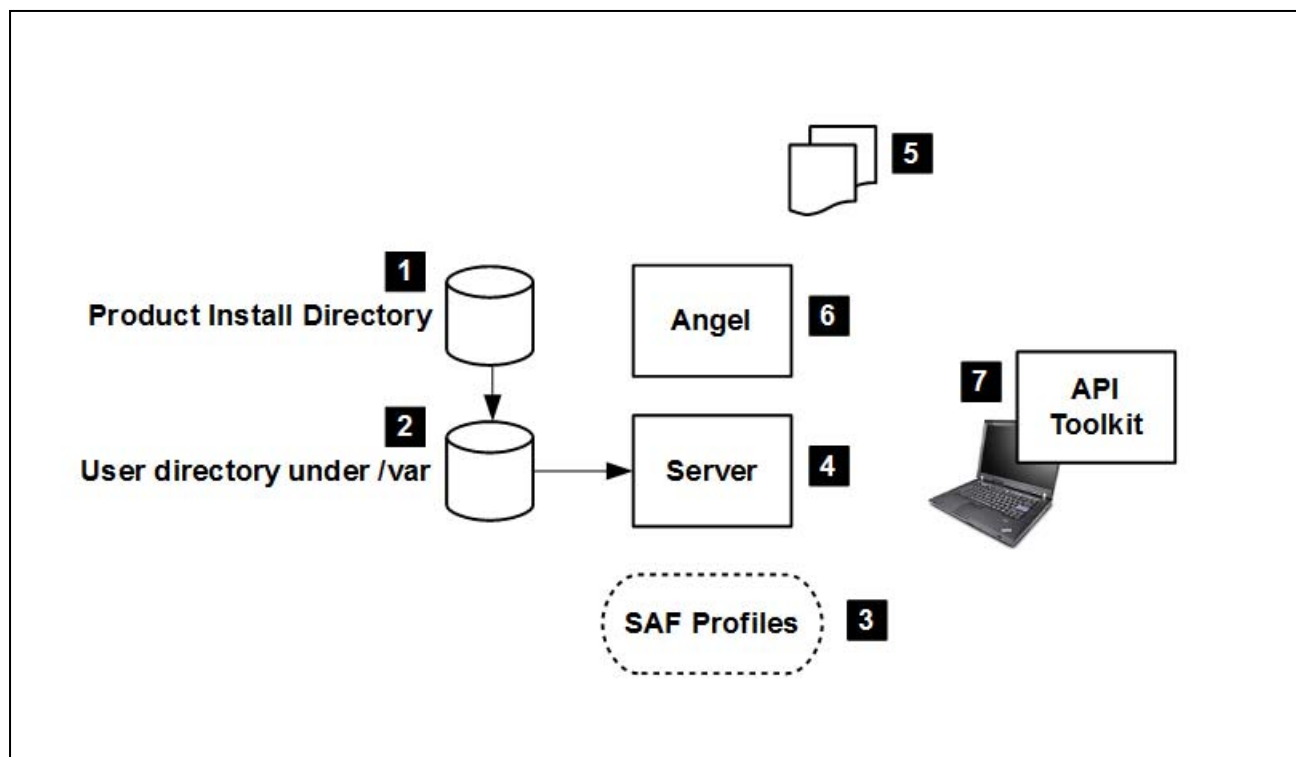 5
1
Product Install Directory
Angel
6
7
API
Toolkit
2
User directory under /var
Server
4
SAF Profiles
3